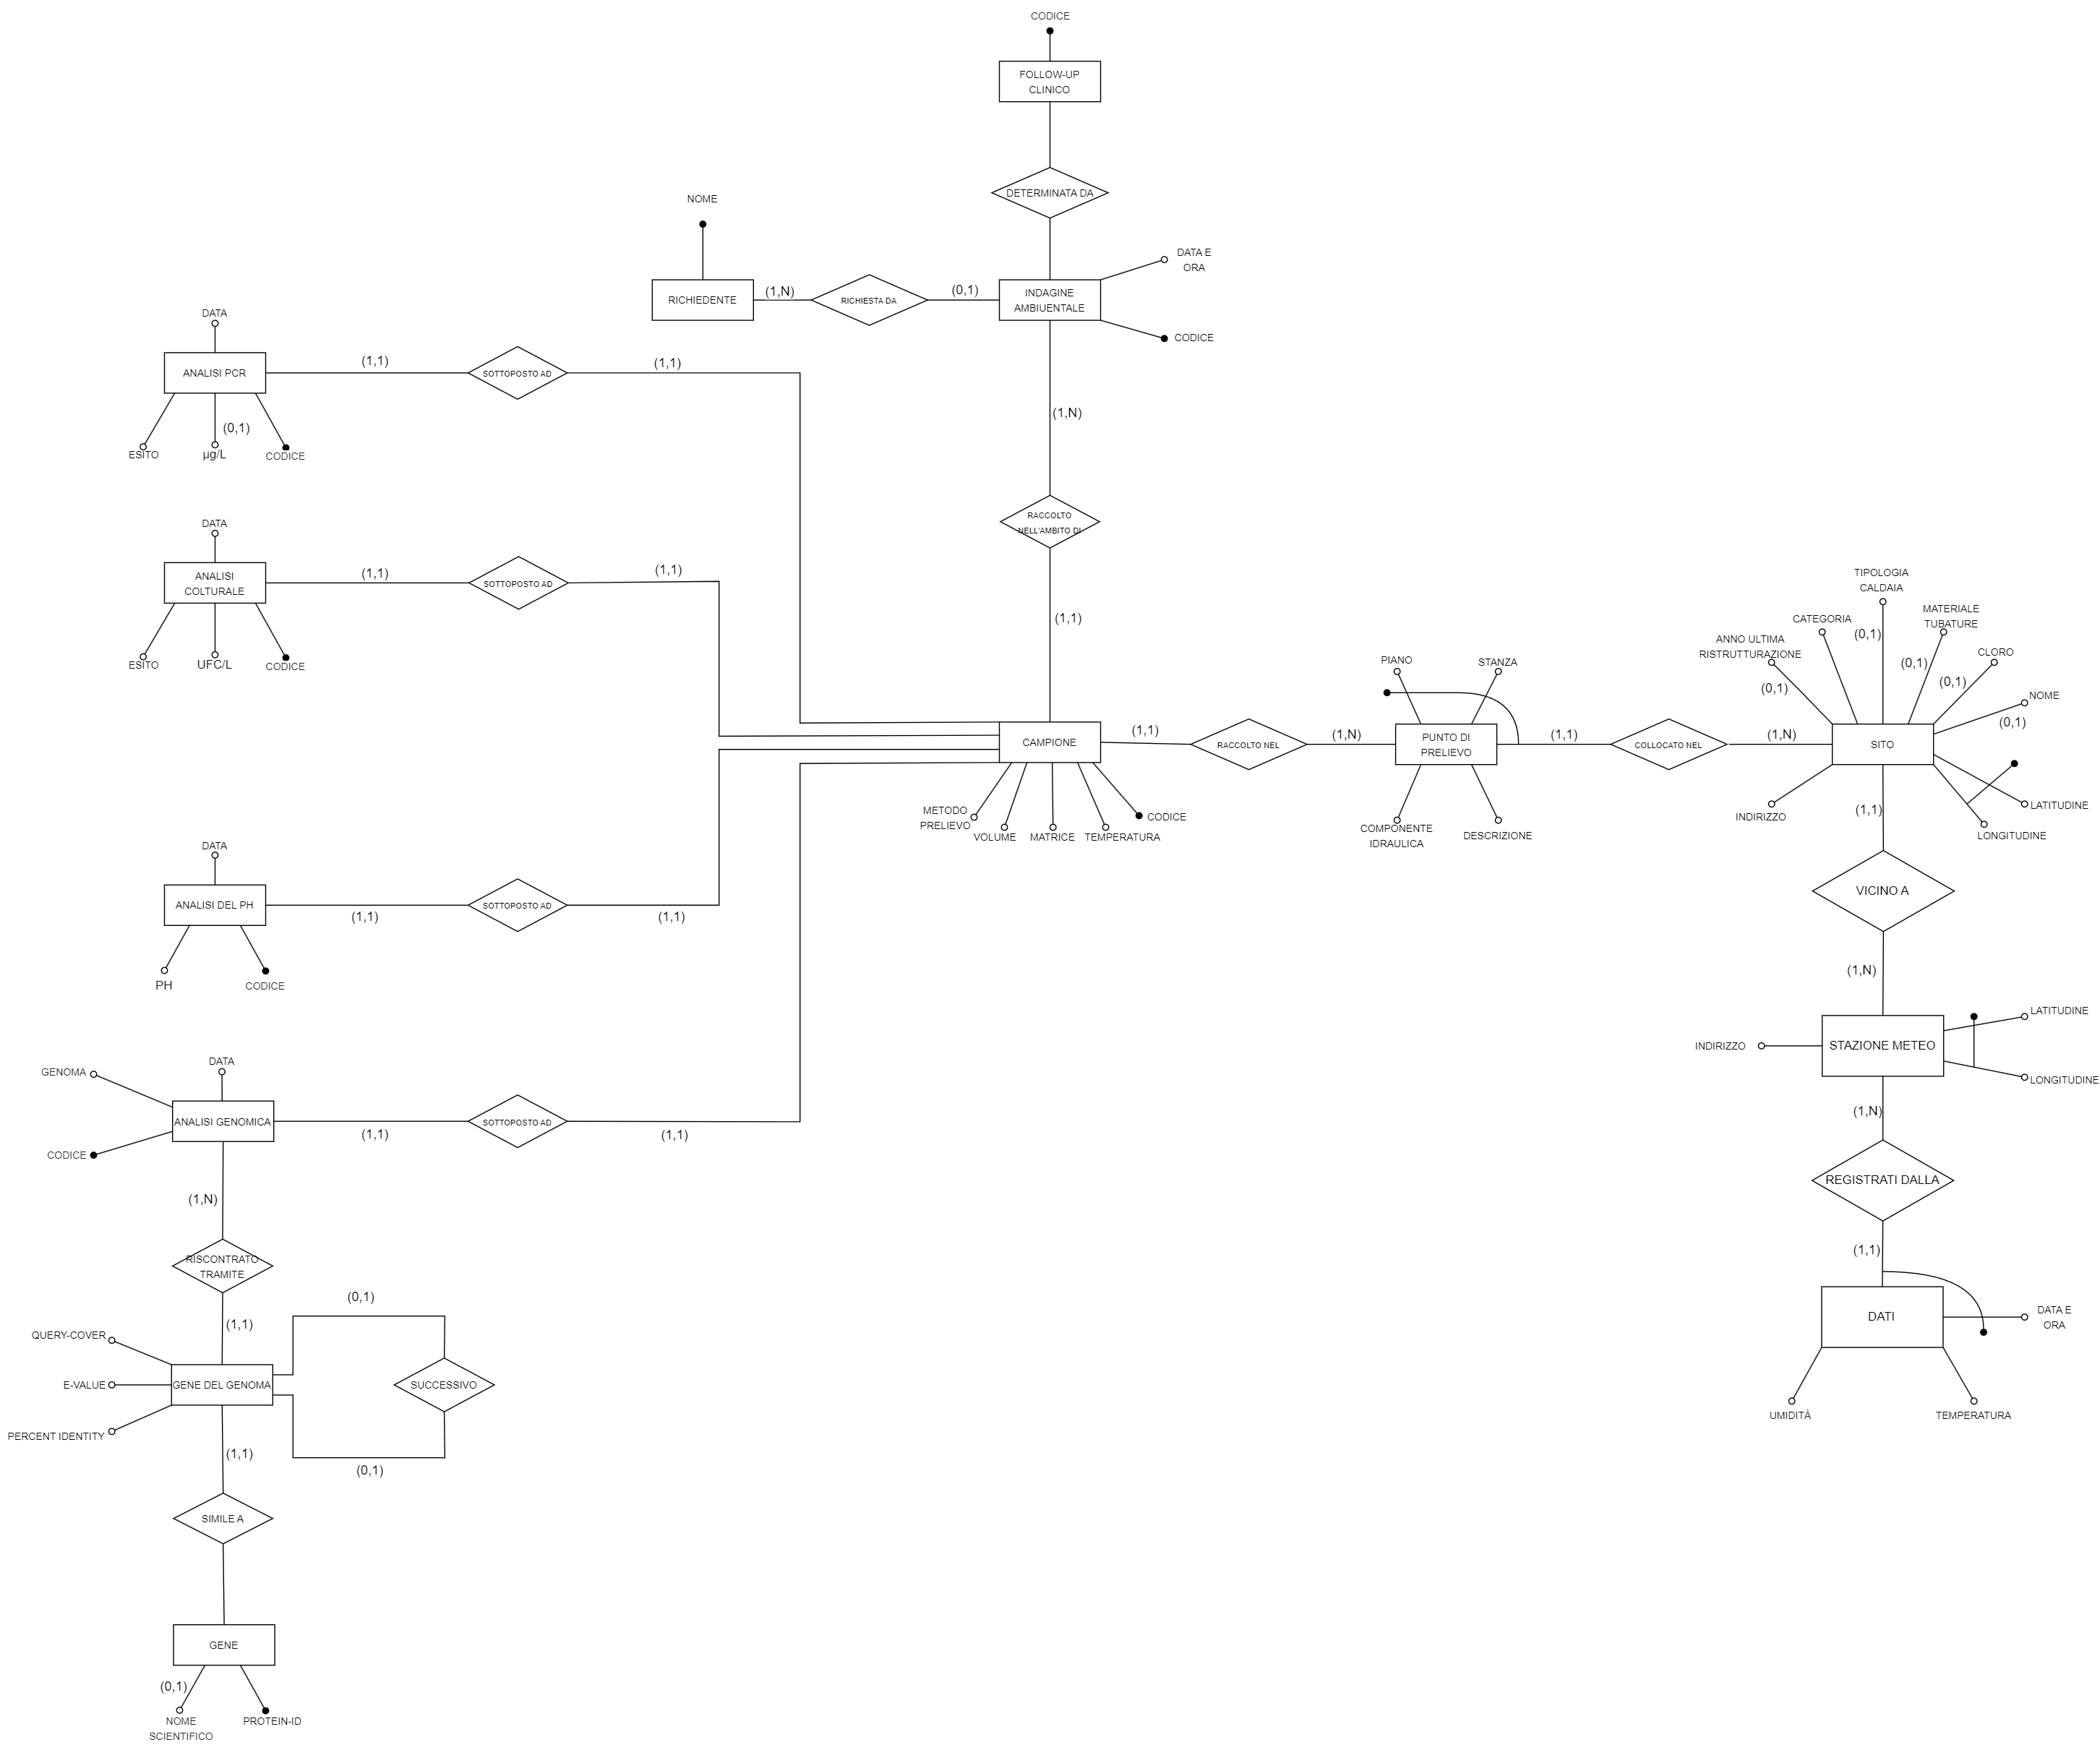 CODICE
FOLLOW-UP
CLINICO
DETERMINATA DA
NOME
DATA E
ORA
RICHIEDENTE
(1,N)
RICHIESTA DA
(0,1)
INDAGINE
AMBIUENTALE
CODICE
DATA
ANALISI PCR
(1,1)
SOTTOPOSTO AD
(1,1)
(0,1)
ESITO
µg/L
CODICE
(1,N)
RACCOLTO
NELL'AMBITO DI
(1,1)
DATA
ANALISI
COLTURALE
(1,1)
SOTTOPOSTO AD
(1,1)
ESITO
UFC/L
CODICE
CAMPIONE
METODO
PRELIEVO
VOLUME
MATRICE
TEMPERATURA
CODICE
(1,1)
RACCOLTO NEL
(1,N)
PIANO
STANZA
PUNTO DI
PRELIEVO
COMPONENTE
IDRAULICA
DESCRIZIONE
(1,1)
COLLOCATO NEL
(1,N)
TIPOLOGIA
CALDAIA
(0,1)
CATEGORIA
MATERIALE
TUBATURE
(0,1)
ANNO ULTIMA
RISTRUTTURAZIONE
(0,1)
CLORO
(0,1)
NOME
(0,1)
SITO
LATITUDINE
LONGITUDINE
INDIRIZZO
(1,1)
VICINO A
(1,N)
DATA
ANALISI DEL PH
(1,1)
SOTTOPOSTO AD
(1,1)
PH
CODICE
INDIRIZZO
STAZIONE METEO
LATITUDINE
LONGITUDINE
(1,N)
REGISTRATI DALLA
(1,1)
DATI
DATA E
ORA
UMIDITÁ
TEMPERATURA
GENOMA
DATA
ANALISI GENOMICA
CODICE
(1,1)
SOTTOPOSTO AD
(1,1)
(1,N)
RISCONTRATO
TRAMITE
(1,1)
QUERY-COVER
E-VALUE
PERCENT IDENTITY
GENE DEL GENOMA
(0,1)
SUCCESSIVO
(0,1)
(1,1)
SIMILE A
GENE
(0,1)
NOME
SCIENTIFICO
PROTEIN-ID